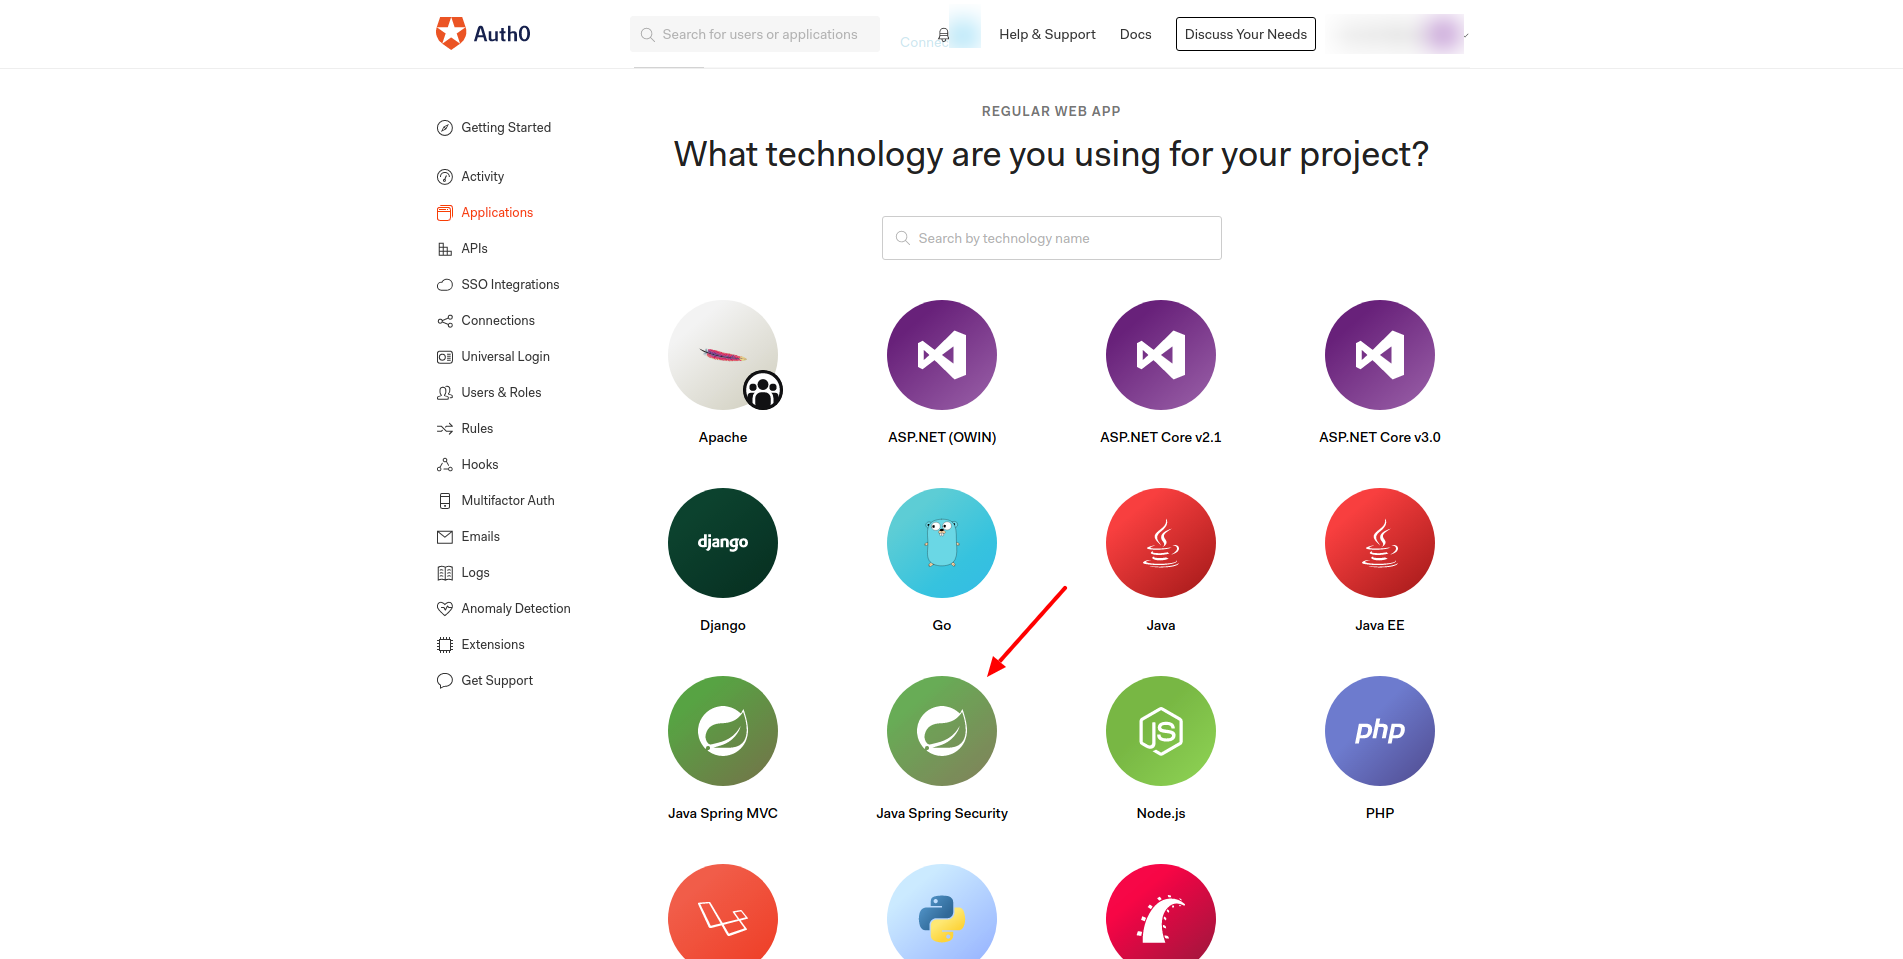 Auth0
Search for users or applications
Connec
Help & Support
Docs
Discuss Your Needs
Getting Started
Activity
Applications
APIs
SSO Integrations
Connections
Universal Login
Users & Roles
Rules
Hooks
Multifactor Auth
Emails
Logs
Anomaly Detection
Extensions
Get Support
REGULAR WEB APP
What technology are you using for your project?
Search by technology name
Apache
ASP.NET (OWIN)
ASP.NET Core v2.1
ASP.NET Core v3.0
django
Django
Go
Java
Java EE
JS
php
Java Spring MVC
Java Spring Security
Node.js
PHP